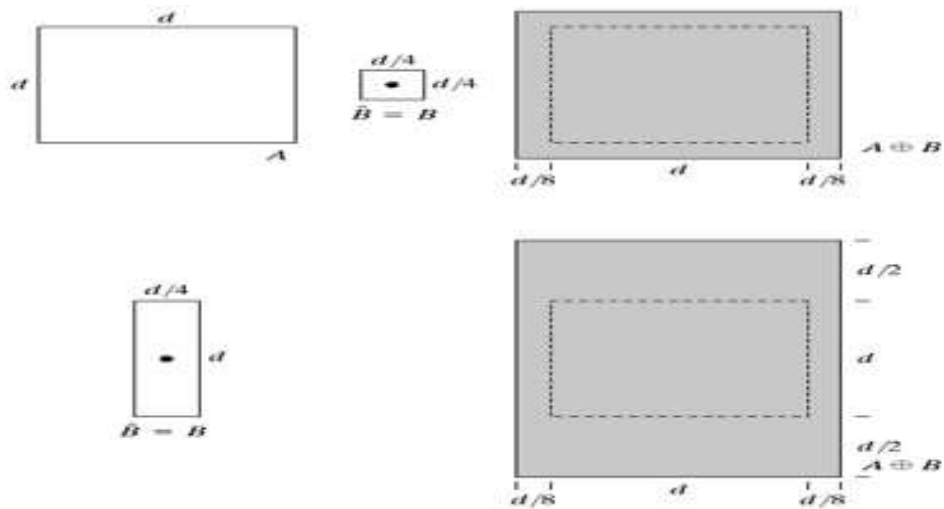 d
d
A
d/4
d/4
B̂ = B
A ⊕ B
d/8
d
d/8
d/4
d
B̂ = B
d/2
d
d/2
A ⊕ B
d/8
d
d/8